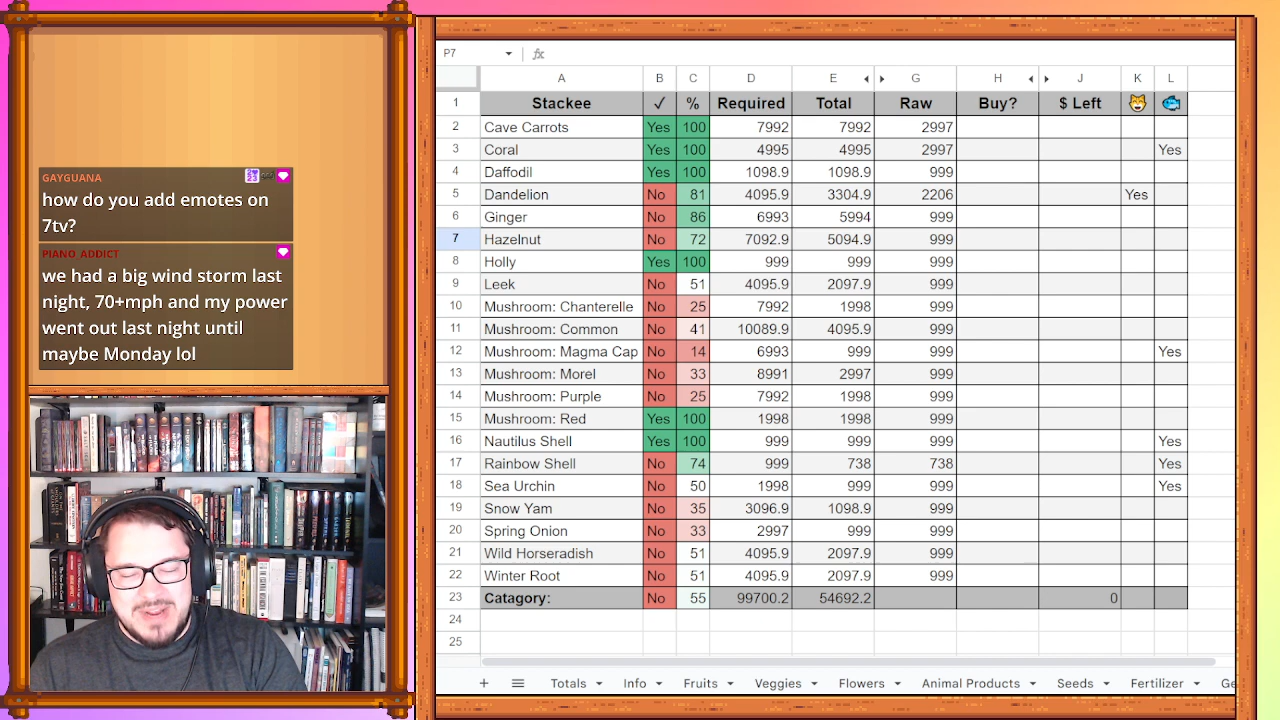 GAYGUANA
how do you add emotes on
7tv?
PIANO_ADDICT
we had a big wind storm last
night, 70+mph and my power
went out last night until
maybe Monday lol
P7 fx
A B C D E G H J K L
1 Stackee ✓ % Required Total Raw Buy? $ Left
2 Cave Carrots Yes 100 7992 7992 2997
3 Coral Yes 100 4995 4995 2997 Yes
4 Daffodil Yes 100 1098.9 1098.9 999
5 Dandelion No 81 4095.9 3304.9 2206 Yes
6 Ginger No 86 6993 5994 999
7 Hazelnut No 72 7092.9 5094.9 999
8 Holly Yes 100 999 999 999
9 Leek No 51 4095.9 2097.9 999
10 Mushroom: Chanterelle No 25 7992 1998 999
11 Mushroom: Common No 41 10089.9 4095.9 999
12 Mushroom: Magma Cap No 14 6993 999 999 Yes
13 Mushroom: Morel No 33 8991 2997 999
14 Mushroom: Purple No 25 7992 1998 999
15 Mushroom: Red Yes 100 1998 1998 999
16 Nautilus Shell Yes 100 999 999 999 Yes
17 Rainbow Shell No 74 999 738 738 Yes
18 Sea Urchin No 50 1998 999 999 Yes
19 Snow Yam No 35 3096.9 1098.9 999
20 Spring Onion No 33 2997 999 999
21 Wild Horseradish No 51 4095.9 2097.9 999
22 Winter Root No 51 4095.9 2097.9 999
23 Catagory: No 55 99700.2 54692.2 0
24
25
Totals Info Fruits Veggies Flowers Animal Products Seeds Fertilizer Ge